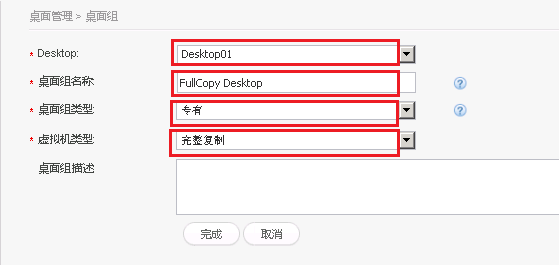 桌面管理 > 桌面组
* Desktop: Desktop01
* 桌面组名称: FullCopy Desktop
* 桌面组类型: 专有
* 虚拟机类型: 完整复制
桌面组描述
完成 取消